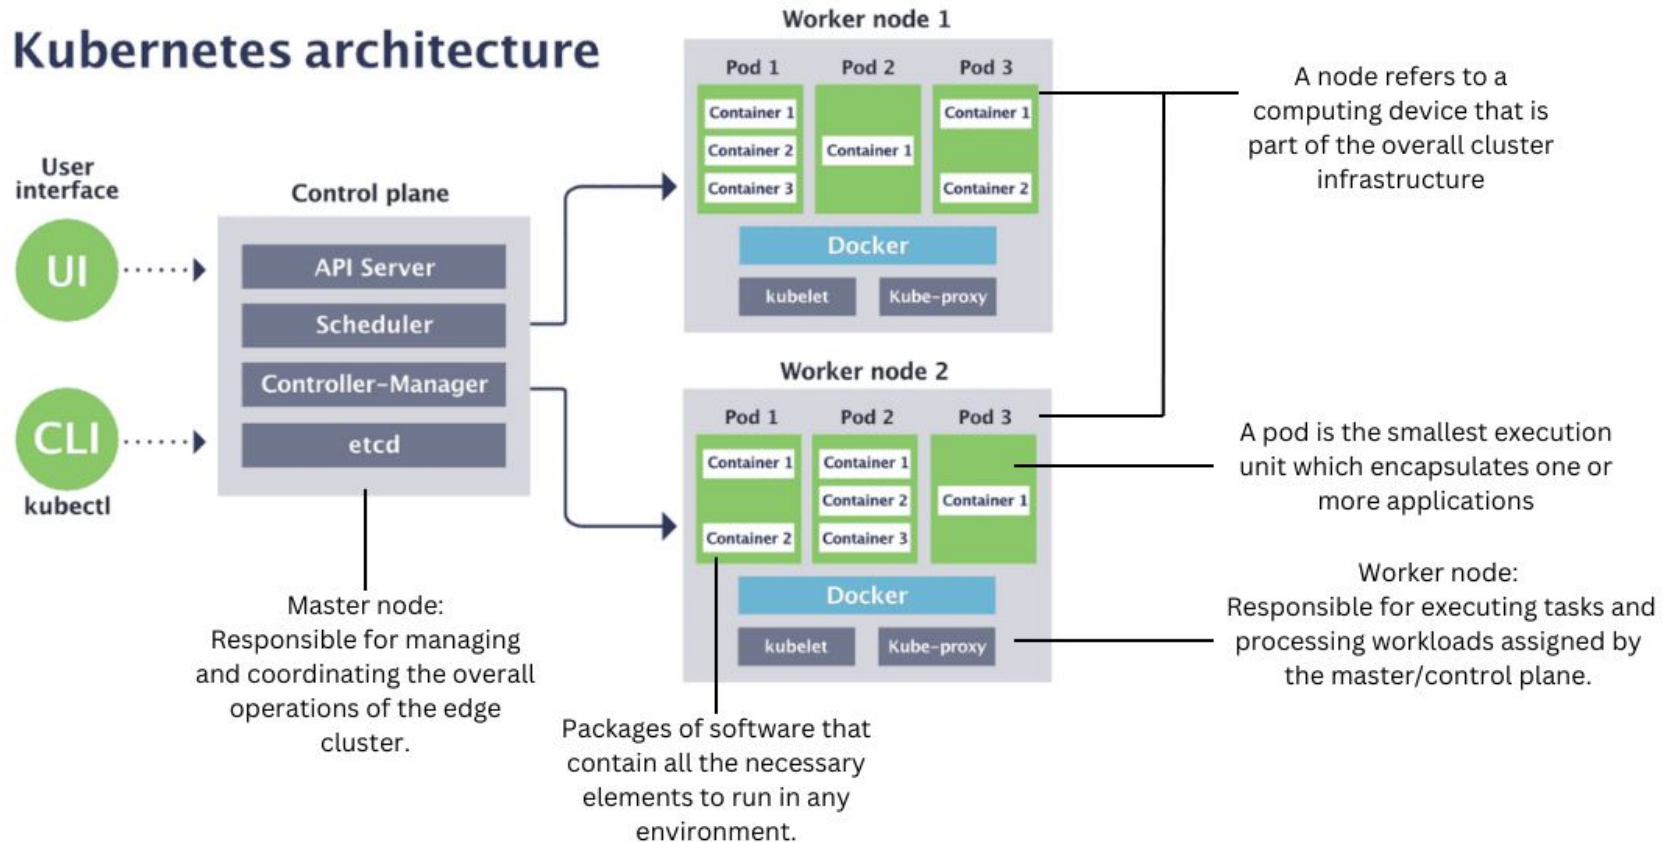 Kubernetes architecture
User
interface
UI
CLI
kubectl
Control plane
API Server
Scheduler
Controller-Manager
etcd
Master node:
Responsible for managing
and coordinating the overall
operations of the edge
cluster.
Worker node 1
Pod 1
Container 1
Container 2
Container 3
Pod 2
Container 1
Pod 3
Container 1
Container 2
Docker
kubelet
Kube-proxy
Worker node 2
Pod 1
Container 1
Container 2
Pod 2
Container 1
Container 2
Container 3
Pod 3
Container 1
Docker
kubelet
Kube-proxy
Packages of software that
contain all the necessary
elements to run in any
environment.
A node refers to a
computing device that is
part of the overall cluster
infrastructure
A pod is the smallest execution
unit which encapsulates one or
more applications
Worker node:
Responsible for executing tasks and
processing workloads assigned by
the master/control plane.